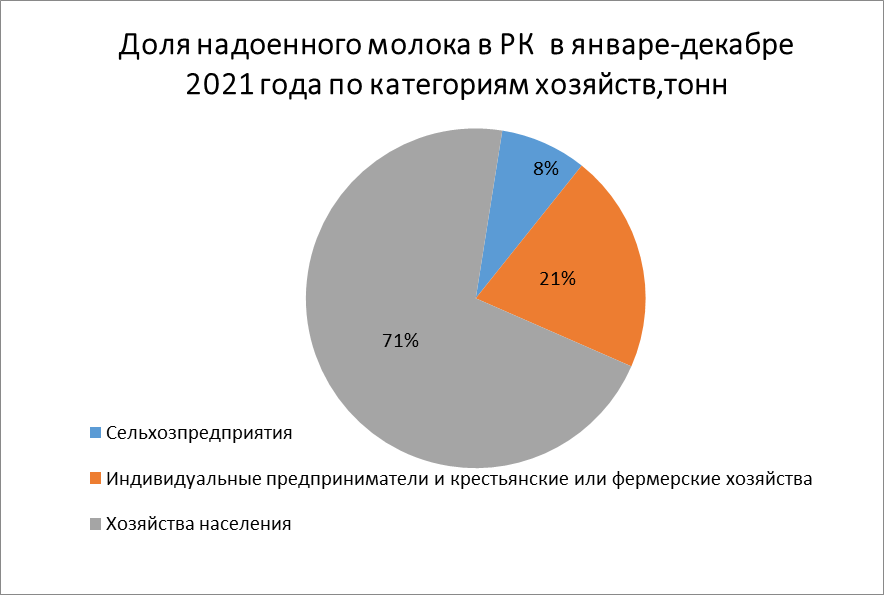 Доля надоенного молока в РК в январе-декабре
2021 года по категориям хозяйств,тонн
8%
21%
71%
Сельхозпредприятия
Индивидуальные предприниматели и крестьянские или фермерские хозяйства
Хозяйства населения